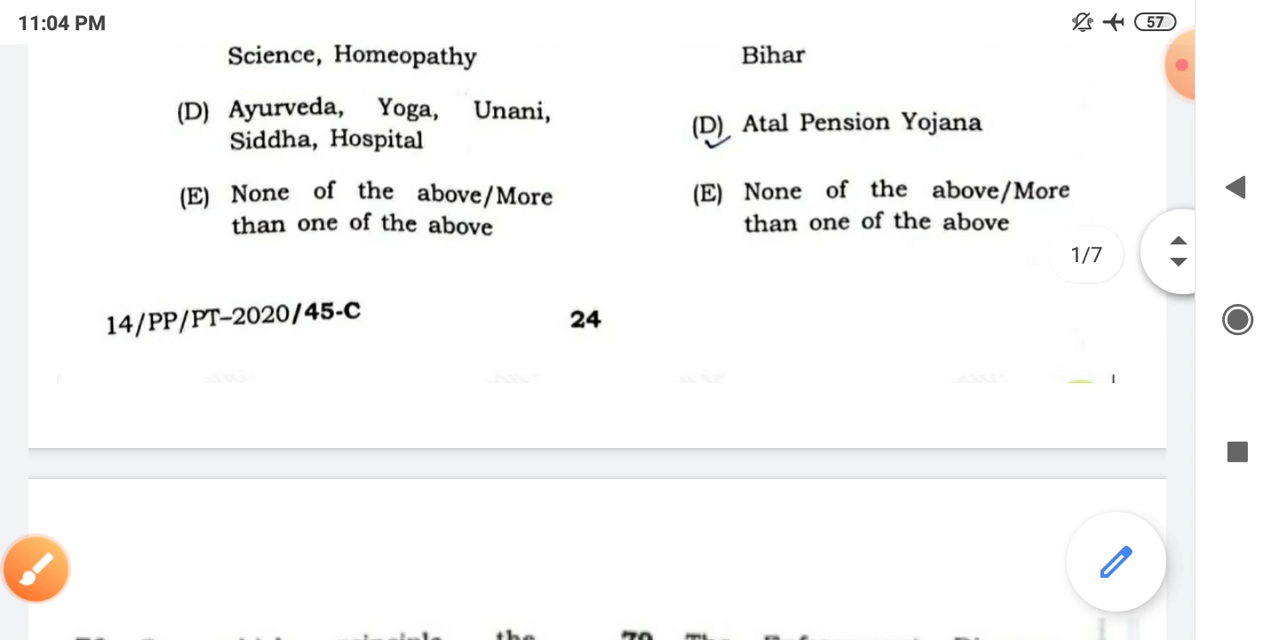 11:04 PM
57
Science, Homeopathy
(D) Ayurveda, Yoga, Unani,
Siddha, Hospital
(E) None of the above/More
than one of the above
Bihar
(D) Atal Pension Yojana
(E) None of the above/More
than one of the above
1/7
14/PP/PT–2020/45-C
24
the
79